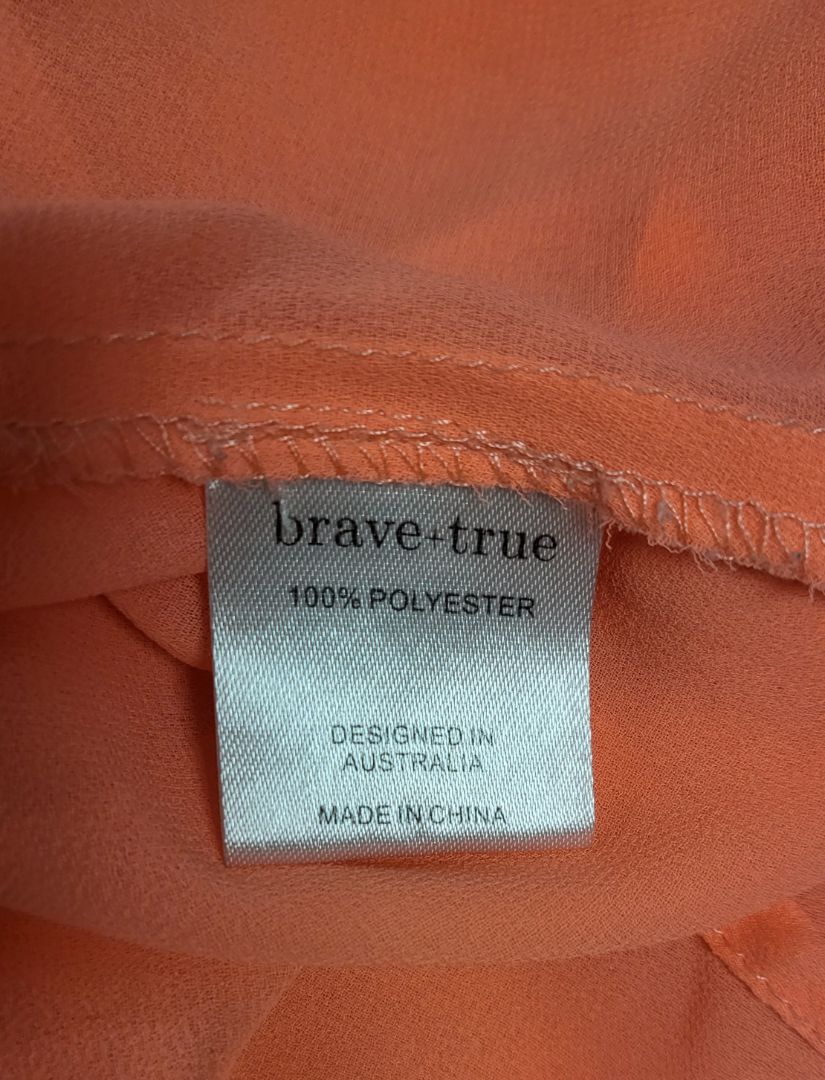 brave+true
100% POLYESTER
DESIGNED IN
AUSTRALIA
MADE IN CHINA